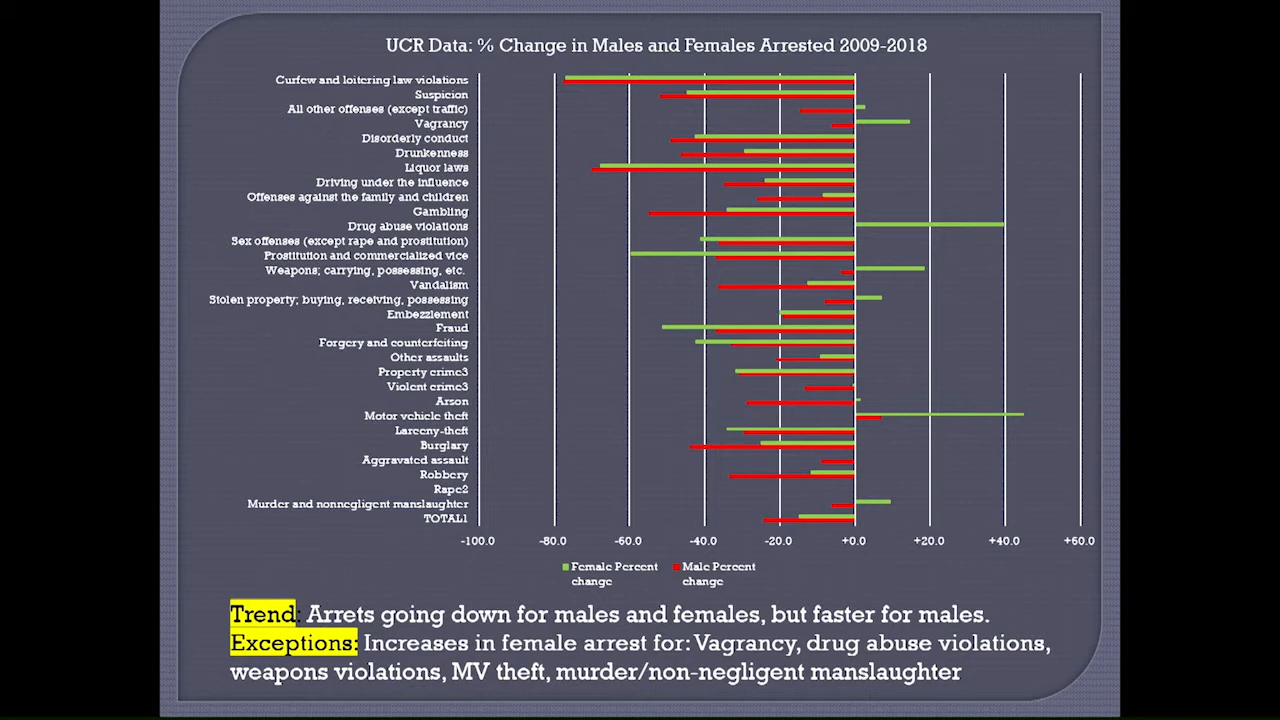 UCR Data: % Change in Males and Females Arrested 2009-2018
Curfew and loitering law violations
Suspicion
All other offenses (except traffic)
Vagrancy
Disorderly conduct
Drunkenness
Liquor laws
Driving under the influence
Offenses against the family and children
Gambling
Drug abuse violations
Sex offenses (except rape and prostitution)
Prostitution and commercialized vice
Weapons; carrying, possessing, etc.
Vandalism
Stolen property; buying, receiving, possessing
Embezzlement
Fraud
Forgery and counterfeiting
Other assaults
Property crime3
Violent crime3
Arson
Motor vehicle theft
Larceny-theft
Burglary
Aggravated assault
Robbery
Rape2
Murder and nonnegligent manslaughter
TOTAL1
-100.0 -80.0 -60.0 -40.0 -20.0 +0.0 +20.0 +40.0 +60.0
Female Percent change
Male Percent change
Trend: Arrets going down for males and females, but faster for males.
Exceptions: Increases in female arrest for: Vagrancy, drug abuse violations,
weapons violations, MV theft, murder/non-negligent manslaughter